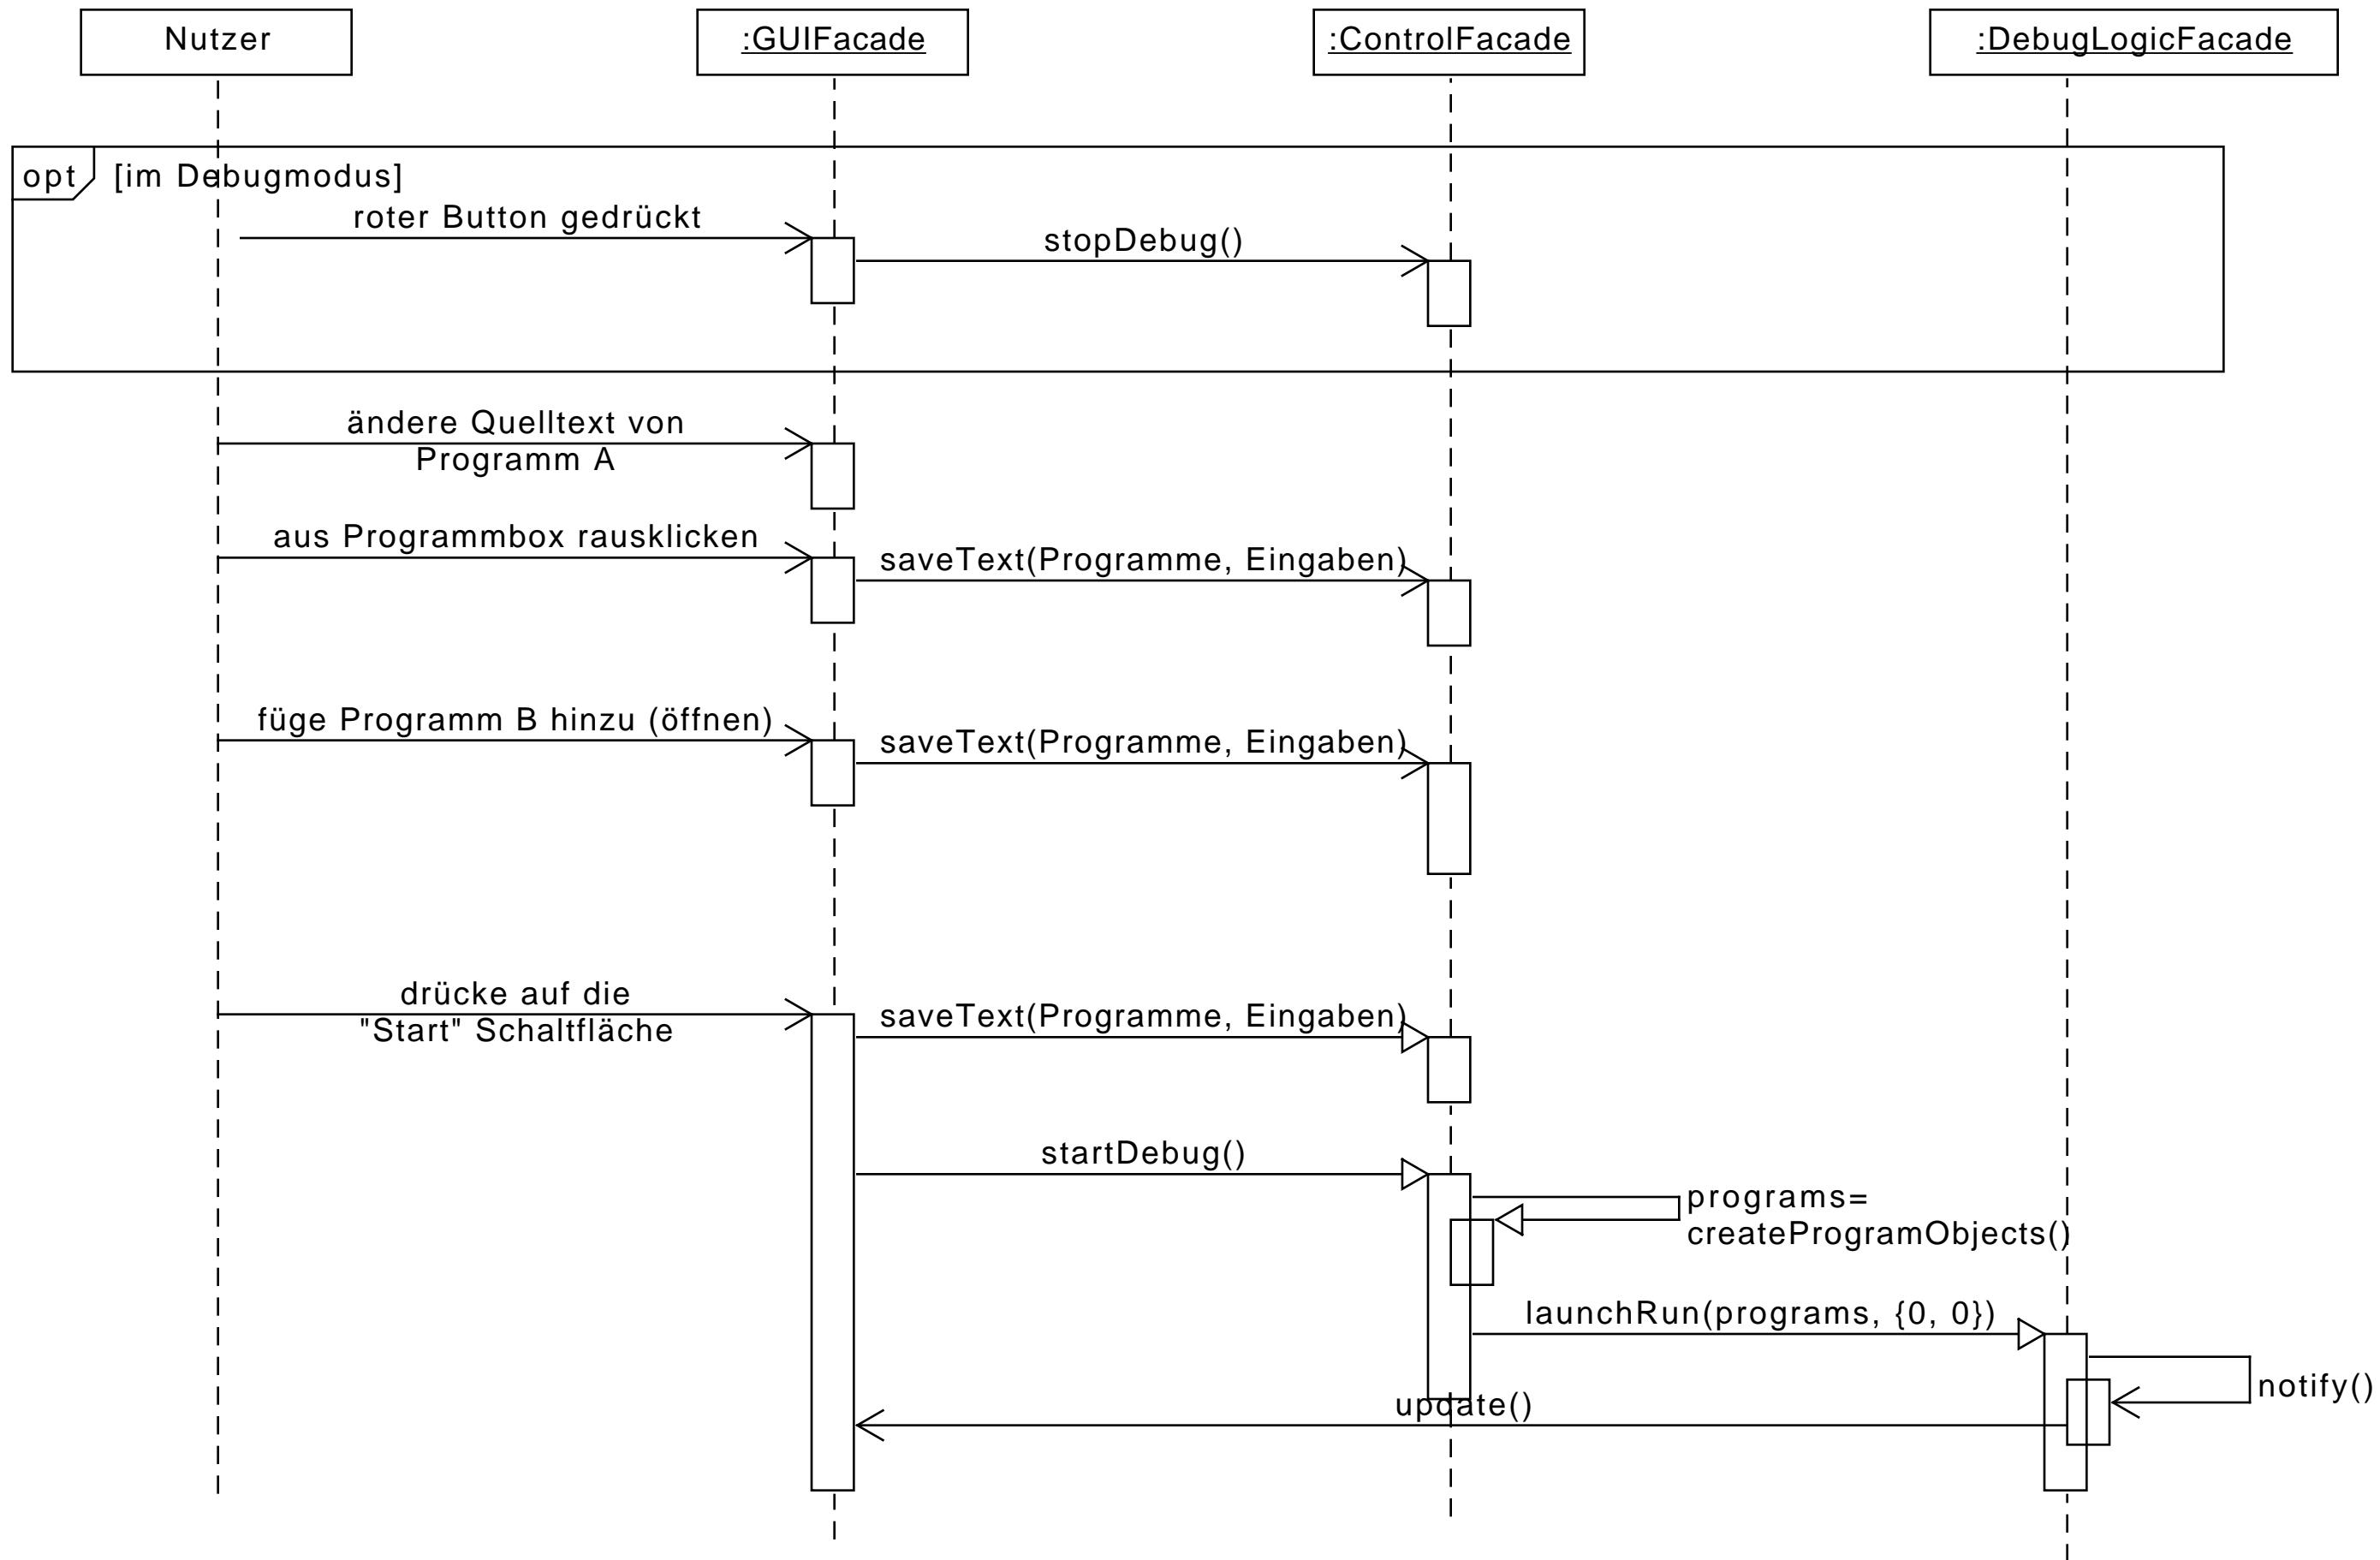 Nutzer
:GUIFacade
:ControlFacade
:DebugLogicFacade
opt
[im Debugmodus]
roter Button gedrückt
stopDebug()
ändere Quelltext von
Programm A
aus Programmbox rausklicken
saveText(Programme, Eingaben)
füge Programm B hinzu (öffnen)
saveText(Programme, Eingaben)
drücke auf die
"Start" Schaltfläche
saveText(Programme, Eingaben)
startDebug()
programs=
createProgramObjects()
launchRun(programs, {0, 0})
notify()
update()